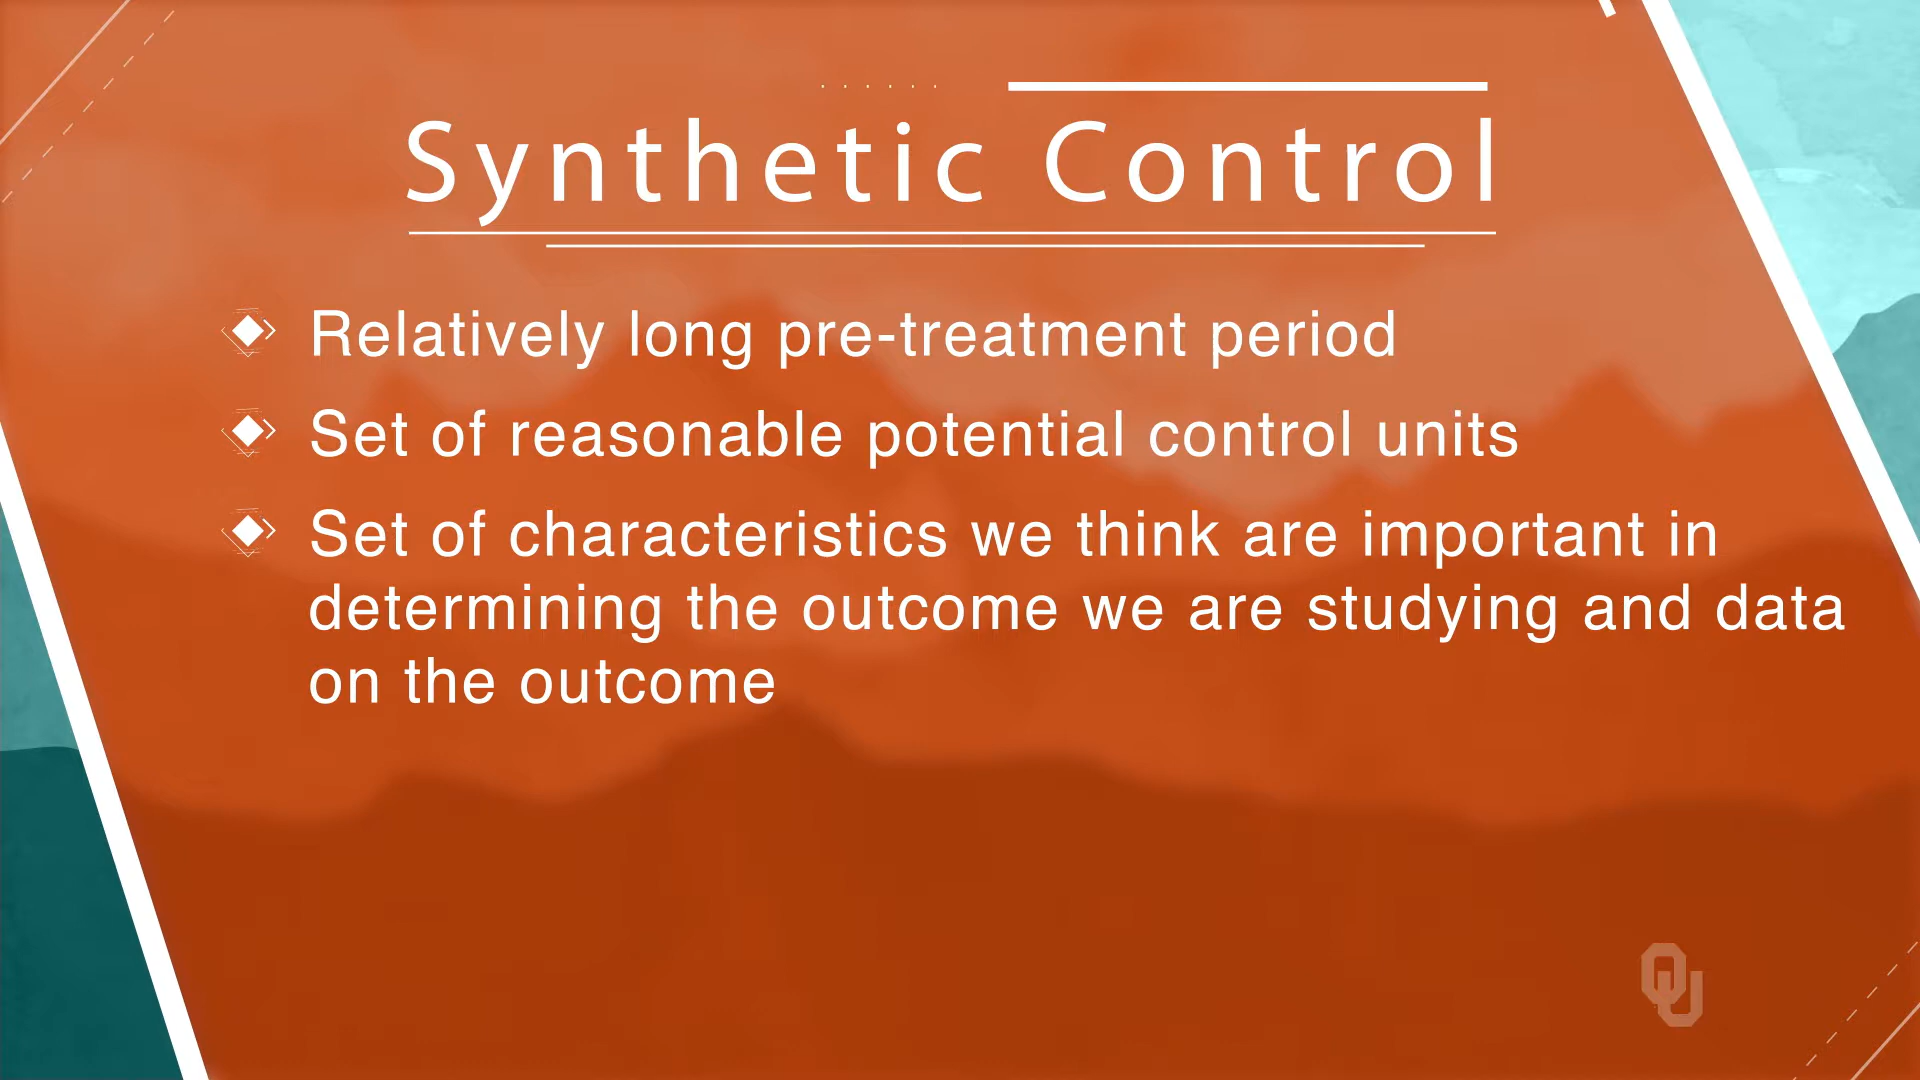 Synthetic Control
Relatively long pre-treatment period
Set of reasonable potential control units
Set of characteristics we think are important in
determining the outcome we are studying and data
on the outcome
OU